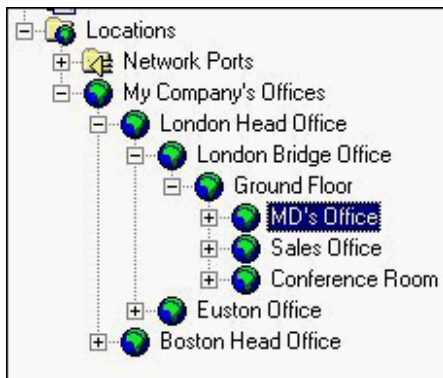 Locations
Network Ports
My Company's Offices
London Head Office
London Bridge Office
Ground Floor
MD's Office
Sales Office
Conference Room
Euston Office
Boston Head Office